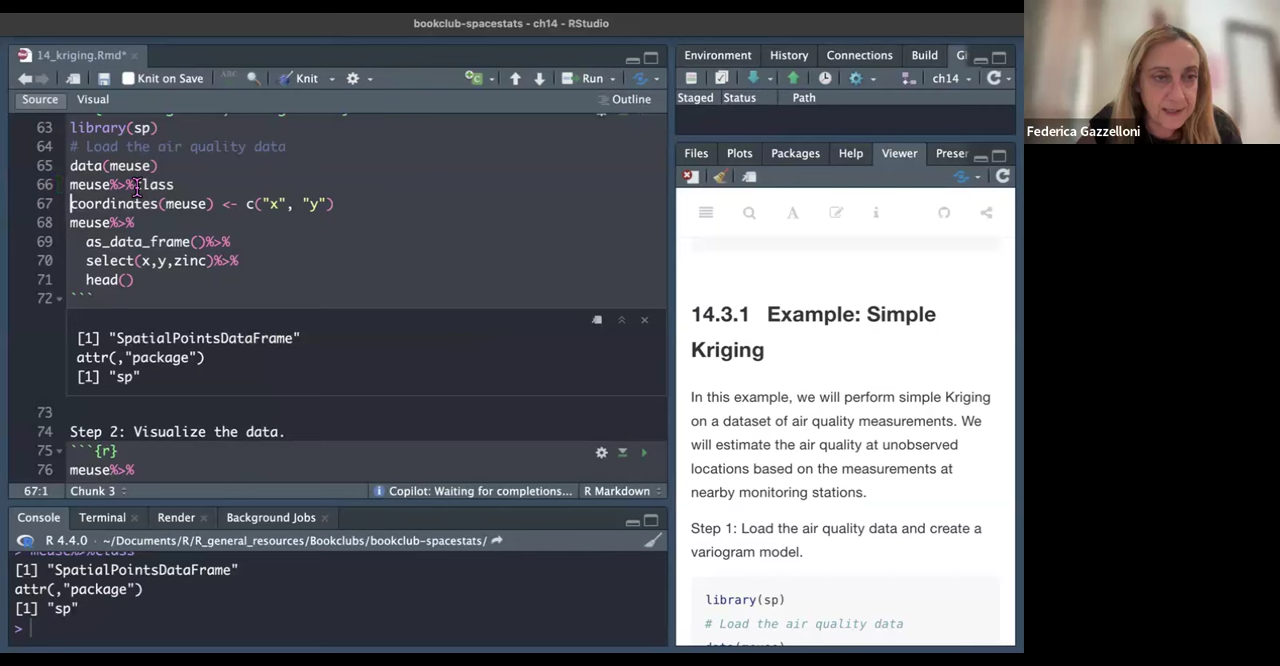 bookclub-spacestats - ch14 - RStudio
14_kriging.Rmd*
Knit on Save
ABC
Knit
Run
Source Visual
Outline
63 library(sp)
64 # Load the air quality data
65 data(meuse)
66 meuse%>%class
67 coordinates(meuse) <- c("x", "y")
68 meuse%>%
69 as_data_frame()%>%
70 select(x,y,zinc)%>%
71 head()
72 ```
[1] "SpatialPointsDataFrame"
attr(,"package")
[1] "sp"
73
74 Step 2: Visualize the data.
75 ```{r}
76 meuse%>%
67:1 Chunk 3
Copilot: Waiting for completions...
R Markdown
Console Terminal Render Background Jobs
R 4.4.0 · ~/Documents/R/R_general_resources/Bookclubs/bookclub-spacestats/
> meuse%>%class
[1] "SpatialPointsDataFrame"
attr(,"package")
[1] "sp"
>
Environment History Connections Build Gi
ch14
Staged Status Path
Files Plots Packages Help Viewer Preser
14.3.1 Example: Simple
Kriging
In this example, we will perform simple Kriging
on a dataset of air quality measurements. We
will estimate the air quality at unobserved
locations based on the measurements at
nearby monitoring stations.
Step 1: Load the air quality data and create a
variogram model.
library(sp)
# Load the air quality data
data(meuse)
Federica Gazzelloni